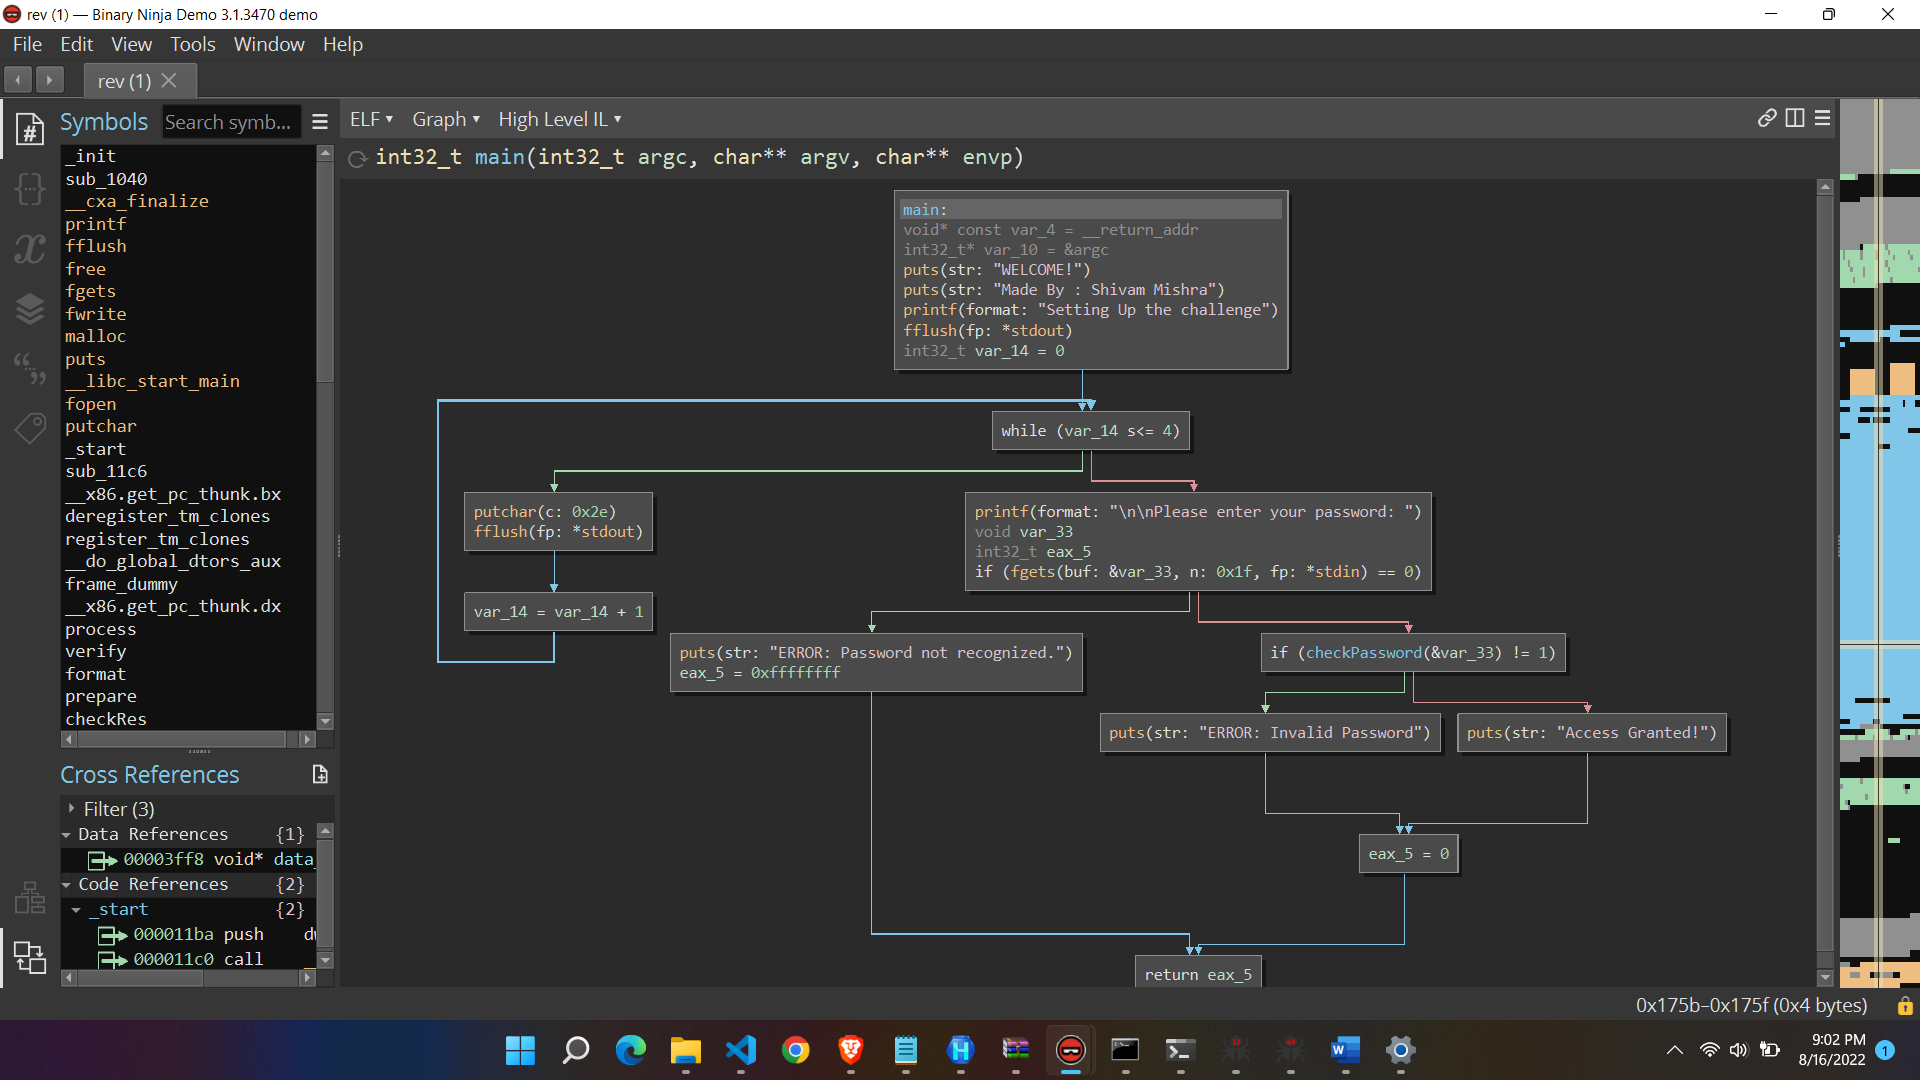 rev (1) — Binary Ninja Demo 3.1.3470 demo
File Edit View Tools Window Help
rev (1)
Symbols Search symb...
_init
sub_1040
__cxa_finalize
printf
fflush
free
fgets
fwrite
malloc
puts
__libc_start_main
fopen
putchar
_start
sub_11c6
__x86.get_pc_thunk.bx
deregister_tm_clones
register_tm_clones
__do_global_dtors_aux
frame_dummy
__x86.get_pc_thunk.dx
process
verify
format
prepare
checkRes
Cross References
Filter (3)
Data References {1}
00003ff8 void* data_
Code References {2}
_start {2}
000011ba push
000011c0 call
ELF Graph High Level IL
int32_t main(int32_t argc, char** argv, char** envp)
main:
void* const var_4 = __return_addr
int32_t* var_10 = &argc
puts(str: "WELCOME!")
puts(str: "Made By : Shivam Mishra")
printf(format: "Setting Up the challenge")
fflush(fp: *stdout)
int32_t var_14 = 0
while (var_14 s<= 4)
putchar(c: 0x2e)
fflush(fp: *stdout)
var_14 = var_14 + 1
printf(format: "\n\nPlease enter your password: ")
void var_33
int32_t eax_5
if (fgets(buf: &var_33, n: 0x1f, fp: *stdin) == 0)
puts(str: "ERROR: Password not recognized.")
eax_5 = 0xffffffff
if (checkPassword(&var_33) != 1)
puts(str: "ERROR: Invalid Password")
puts(str: "Access Granted!")
eax_5 = 0
return eax_5
0x175b-0x175f (0x4 bytes)
9:02 PM
8/16/2022
1